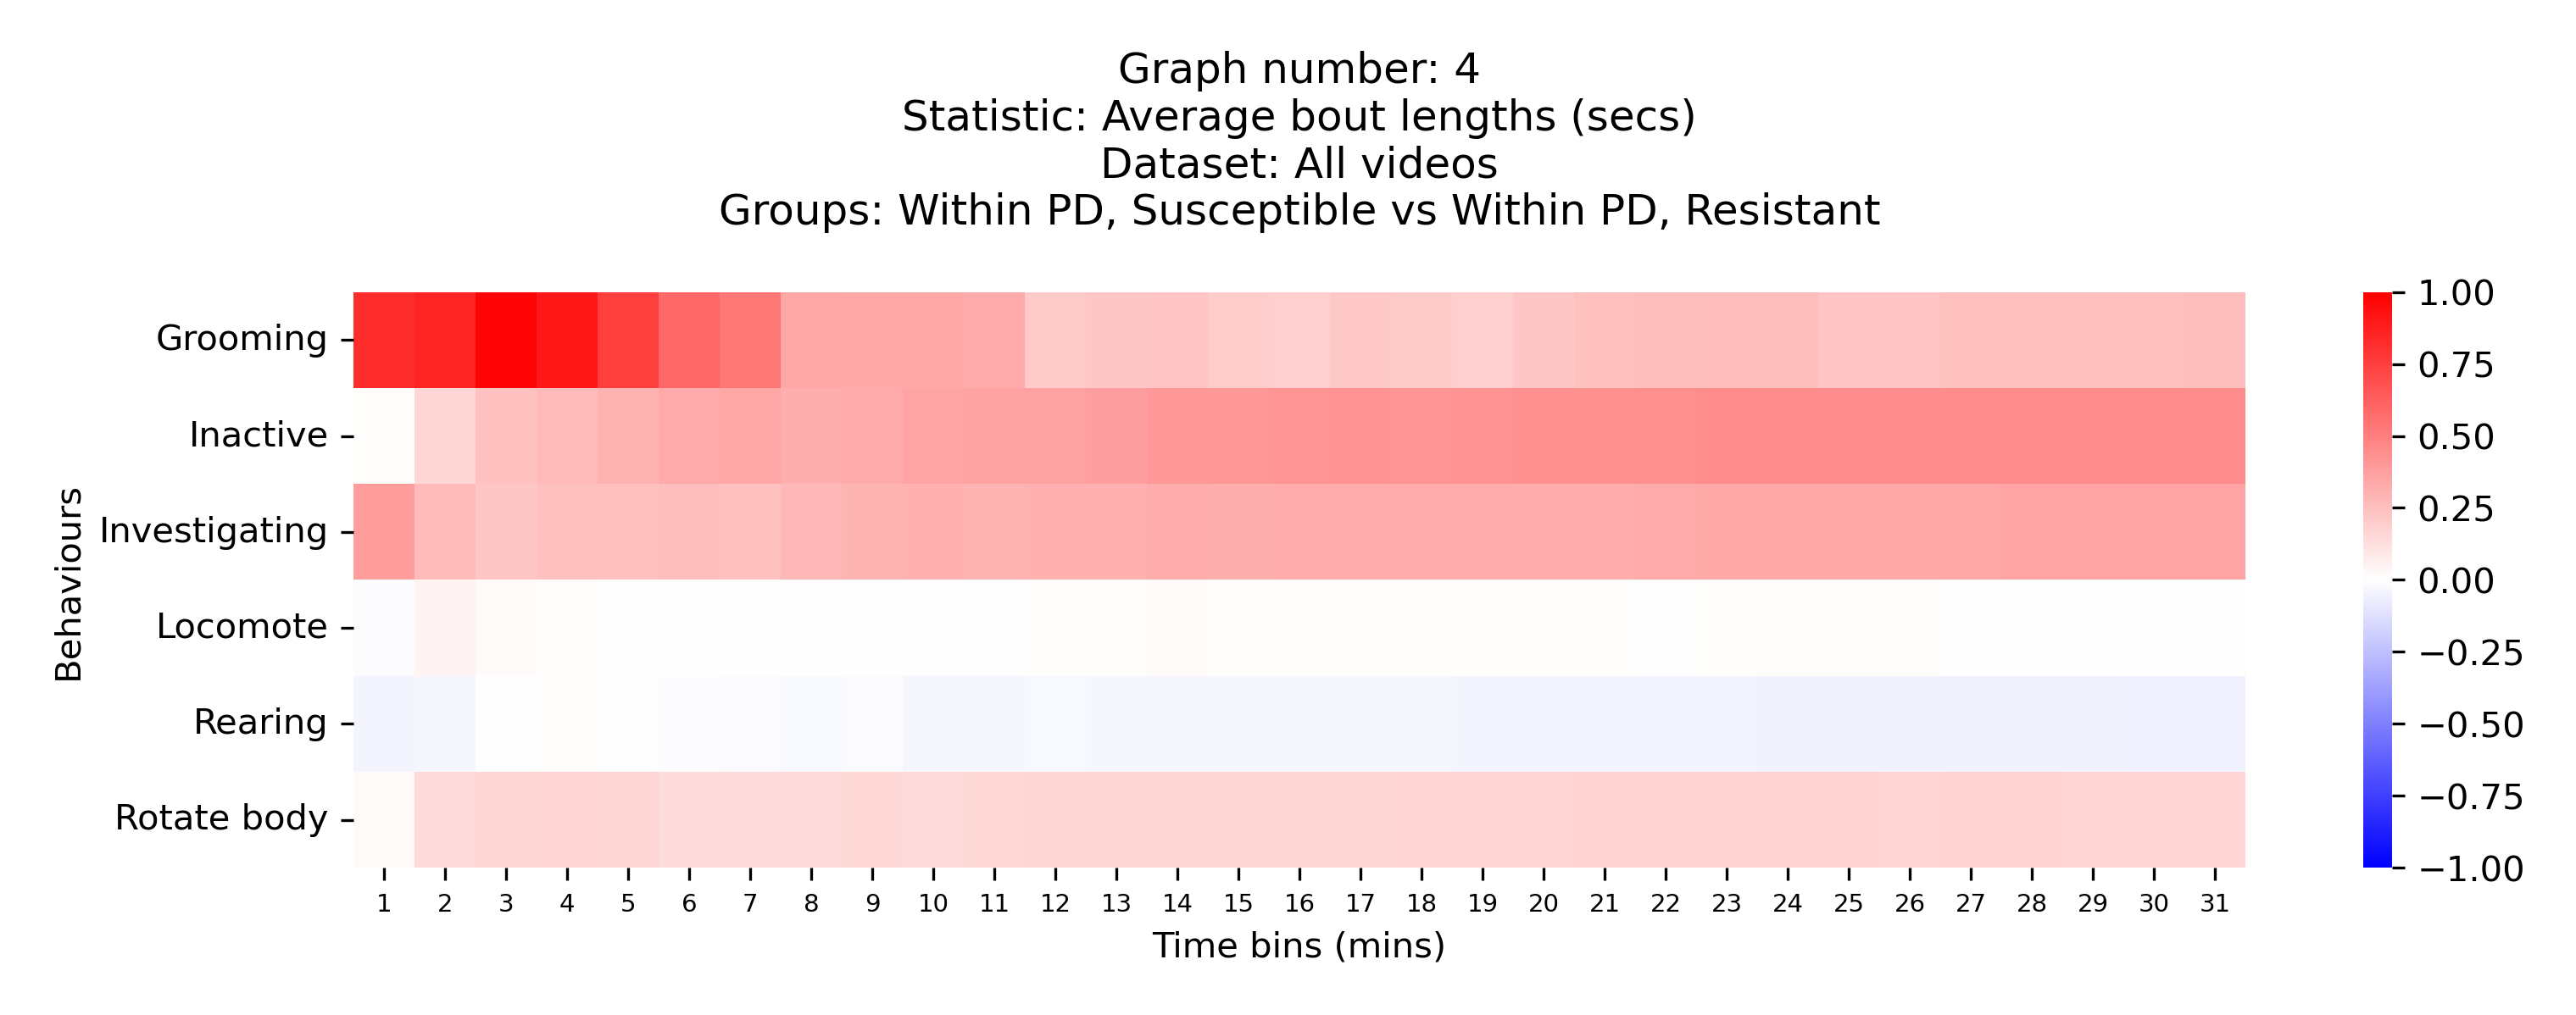 Graph number: 4
Statistic: Average bout lengths (secs)
Dataset: All videos
Groups: Within PD, Susceptible vs Within PD, Resistant
Behaviours
Grooming
Inactive
Investigating
Locomote
Rearing
Rotate body
1 2 3 4 5 6 7 8 9 10 11 12 13 14 15 16 17 18 19 20 21 22 23 24 25 26 27 28 29 30 31
Time bins (mins)
1.00
0.75
0.50
0.25
0.00
−0.25
−0.50
−0.75
−1.00